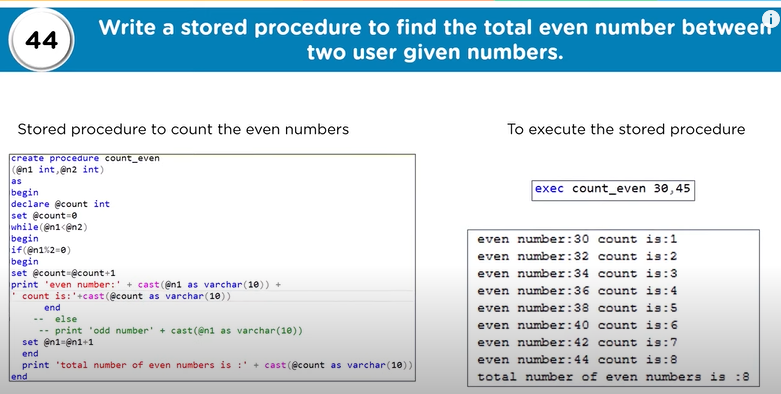 44
Write a stored procedure to find the total even number between
two user given numbers.
i
Stored procedure to count the even numbers
create procedure count_even
(@n1 int,@n2 int)
as
begin
declare @count int
set @count=0
while(@n1<@n2)
begin
if(@n1%2=0)
begin
set @count=@count+1
print 'even number:' + cast(@n1 as varchar(10)) +
' count is:'+cast(@count as varchar(10))
end
-- else
-- print 'odd number' + cast(@n1 as varchar(10))
set @n1=@n1+1
end
print 'total number of even numbers is :' + cast(@count as varchar(10))
end
To execute the stored procedure
exec count_even 30,45
even number:30 count is:1
even number:32 count is:2
even number:34 count is:3
even number:36 count is:4
even number:38 count is:5
even number:40 count is:6
even number:42 count is:7
even number:44 count is:8
total number of even numbers is :8